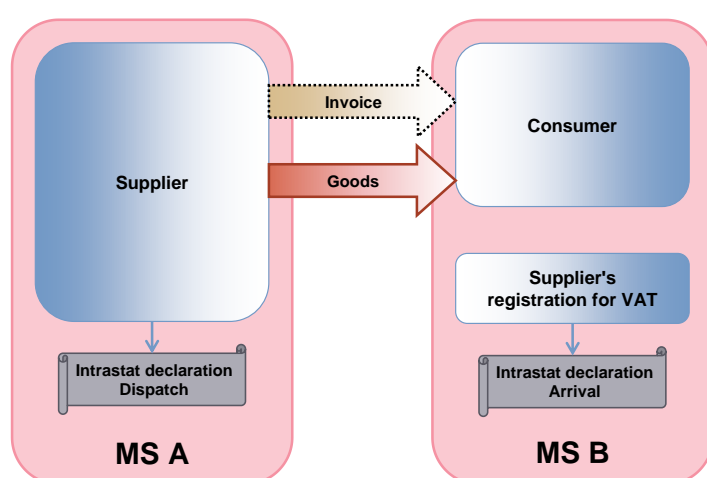 Invoice
Consumer
Supplier
Goods
Supplier's
registration for VAT
Intrastat declaration
Dispatch
Intrastat declaration
Arrival
MS A
MS B